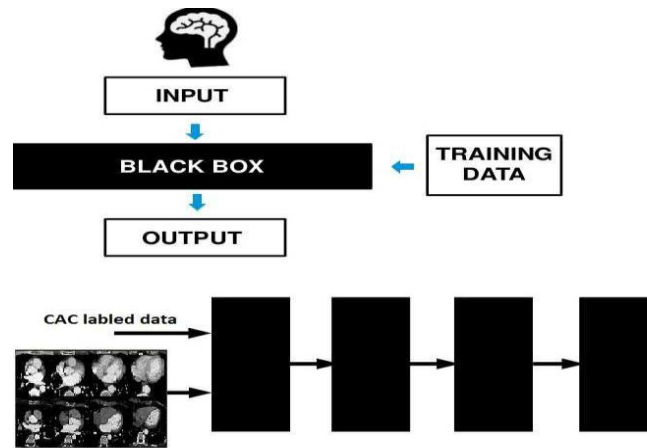 INPUT
BLACK BOX
TRAINING
DATA
OUTPUT
CAC labled data